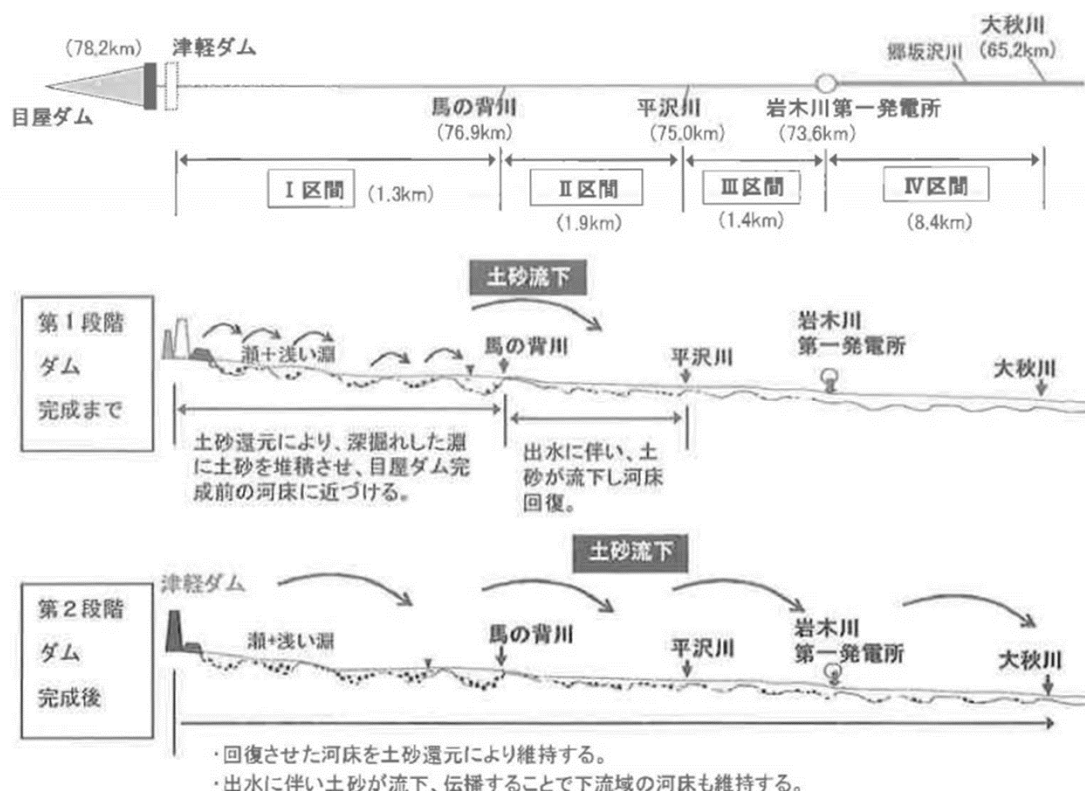 大秋川
(78.2km)
津軽ダム
郷坂沢川
(65.2km)
目屋ダム
馬の背川
平沢川
岩木川第一発電所
(76.9km)
(75.0km)
(73.6km)
Ⅰ区間
(1.3km)
Ⅱ区間
(1.9km)
Ⅲ区間
(1.4km)
Ⅳ区間
(8.4km)
土砂流下
第1段階
ダム
完成まで
瀬+浅い淵
馬の背川
平沢川
岩木川
第一発電所
大秋川
土砂還元により、深掘れした淵
に土砂を堆積させ、目屋ダム完
成前の河床に近づける。
出水に伴い、土
砂が流下し河床
回復。
土砂流下
第2段階
ダム
完成後
津軽ダム
瀬+浅い淵
馬の背川
平沢川
岩木川
第一発電所
大秋川
・回復させた河床を土砂還元により維持する。
・出水に伴い土砂が流下、伝播することで下流域の河床も維持する。